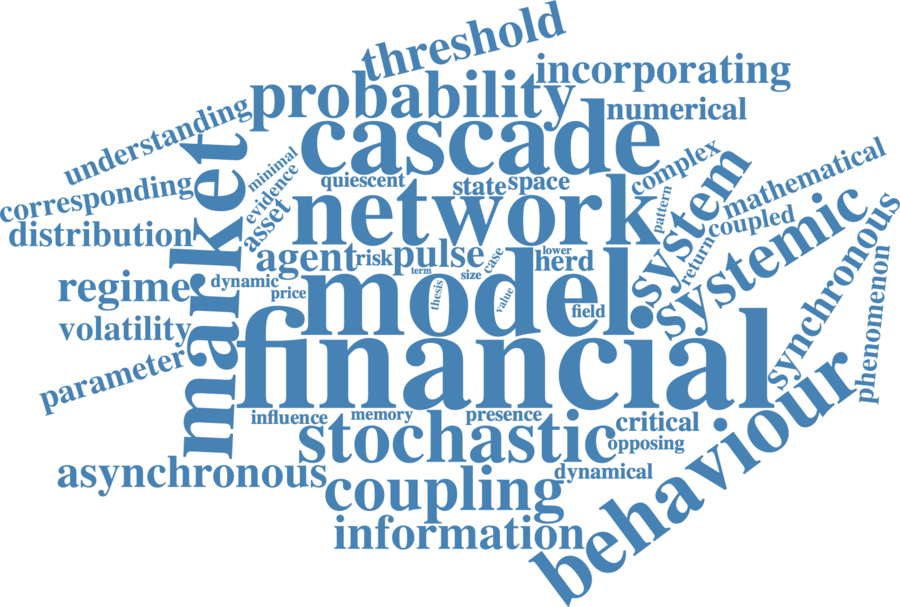 threshold
incorporating
probability
numerical
understanding
cascade
market
minimal
complex
corresponding
evidence
quiescent
state
space
system
mathematical
asset
network
pattern
distribution
coupled
systemic
synchronous
agent
risk
pulse
case
lower
herd
return
term
size
regime
dynamic
price
model
thesis
value
field
phenomenon
volatility
financial
parameter
influence
memory
presence
critical
behaviour
stochastic
opposing
asynchronous
dynamical
coupling
information